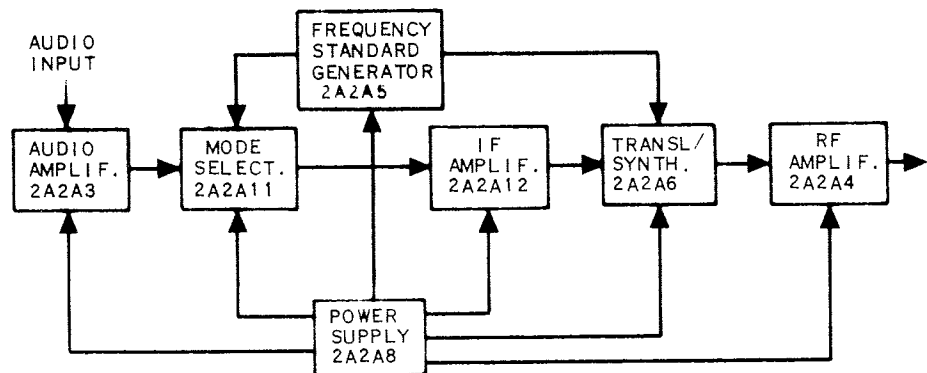 AUDIO
INPUT
FREQUENCY
STANDARD
GENERATOR
2A2A5
AUDIO
AMPLIF.
2A2A3
MODE
SELECT.
2A2A11
IF
AMPLIF.
2A2A12
TRANSL/
SYNTH.
2A2A6
RF
AMPLIF.
2A2A4
POWER
SUPPLY
2A2A8